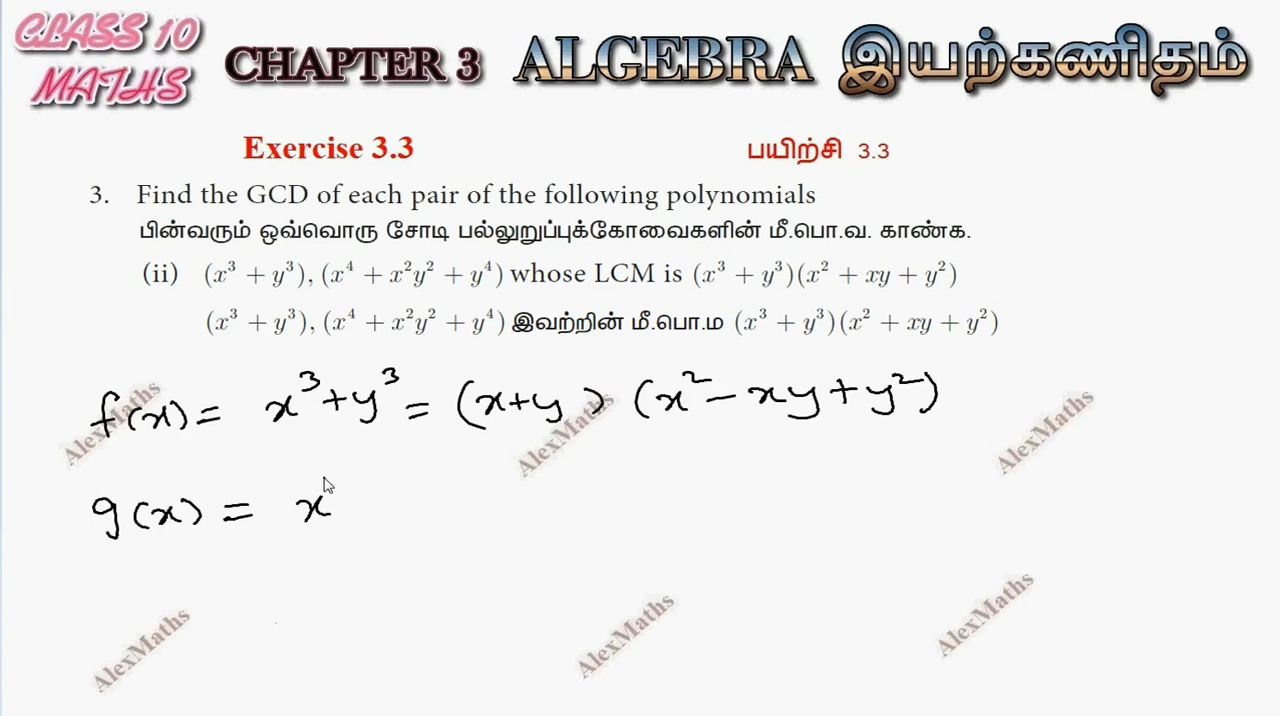 CLASS 10
MATHS
CHAPTER 3
ALGEBRA இயற்கணிதம்
Exercise 3.3
பயிற்சி 3.3
3. Find the GCD of each pair of the following polynomials
பின்வரும் ஒவ்வொரு சோடி பல்லுறுப்புக்கோவைகளின் மீ.பொ.வ. காண்க.
(ii) (x³ + y³), (x⁴ + x²y² + y⁴) whose LCM is (x³ + y³)(x² + xy + y²)
(x³ + y³), (x⁴ + x²y² + y⁴) இவற்றின் மீ.பொ.ம (x³ + y³)(x² + xy + y²)
f(x) = x³+y³ = (x+y) (x² − xy + y²)
AlexMaths
AlexMaths
AlexMaths
g(x) = x
AlexMaths
AlexMaths
AlexMaths